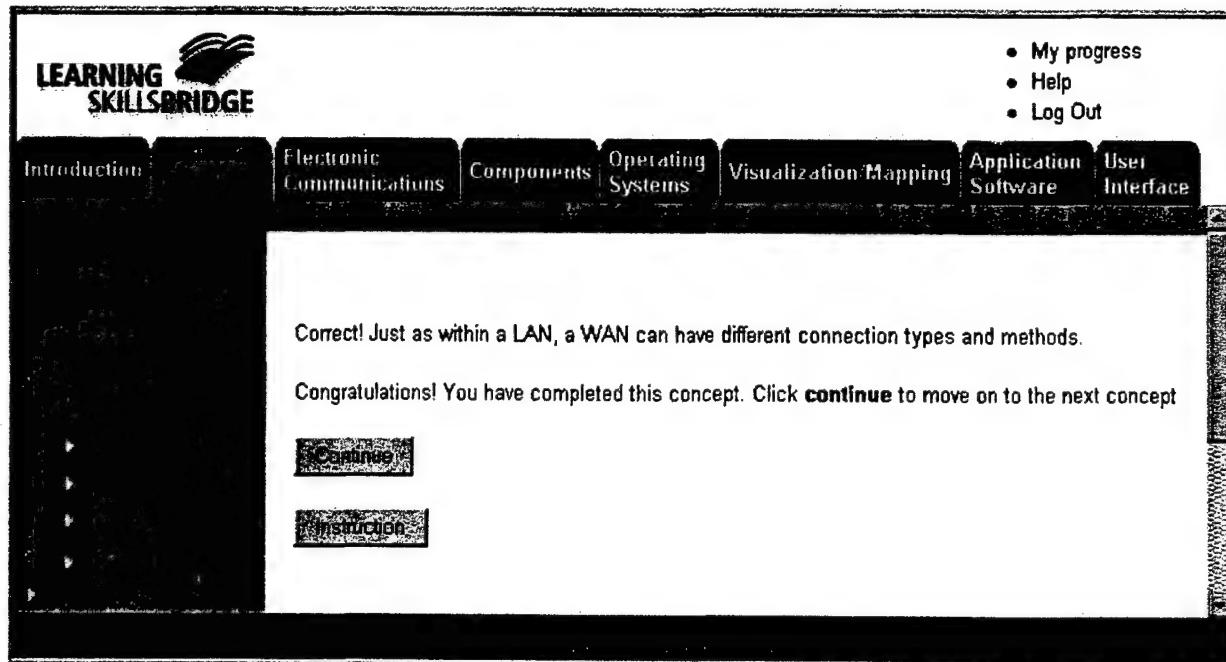 LEARNING
SKILLSBRIDGE
• My progress
• Help
• Log Out
Introduction
Electronic
Communications
Components
Operating
Systems
Visualization/Mapping
Application
Software
User
Interface
Correct! Just as within a LAN, a WAN can have different connection types and methods.
Congratulations! You have completed this concept. Click continue to move on to the next concept
Continue
Instruction